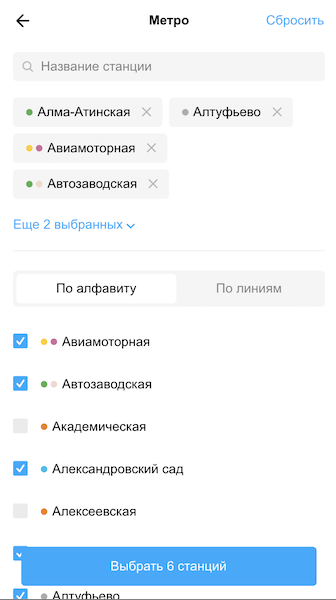 Метро
Сбросить
Название станции
Алма-Атинская
Алтуфьево
Авиамоторная
Автозаводская
Еще 2 выбранных
По алфавиту
По линиям
Авиамоторная
Автозаводская
Академическая
Александровский сад
Алексеевская
Выбрать 6 станций
Алтуфьево